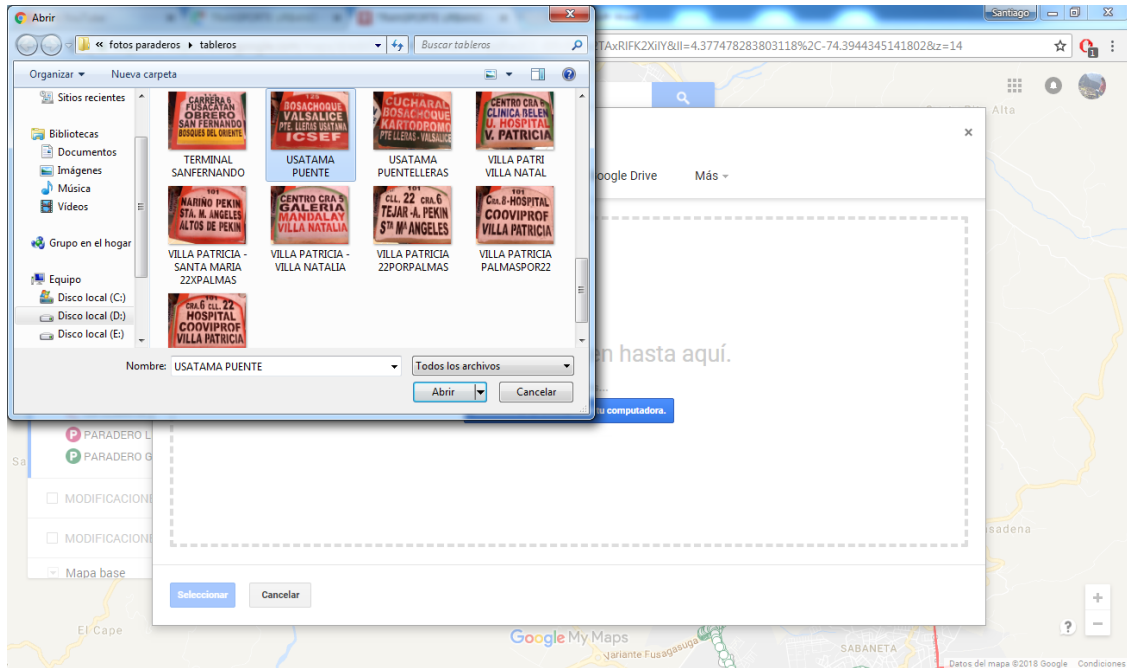 Abrir
Santiago
fotos paraderos
tableros
Buscar tableros
TAxRIFK2XiIY&ll=4.377478283803118%2C-74.39443451418028&z=14
Organizar
Nueva carpeta
Sitios recientes
Bibliotecas
Documentos
Imágenes
Música
Vídeos
Grupo en el hogar
Equipo
Disco local (C:)
Disco local (D:)
Disco local (E:)
CARRERA 6
FUSACATAN
OBRERO
SAN FERNANDO
BOSQUES DEL ORIENTE
TERMINAL
SANFERNANDO
BOSACHOQUE
VALSALICE
PTE. LLERAS USATAMA
ICSEF
USATAMA
PUENTE
CUCHARAL
BOSACHOQUE
KARTODROMO
PTE LLERAS - VALSALICE
USATAMA
PUENTELLERAS
CENTRO CRA 6
CLINICA BELEN
U. HOSPITAL
V. PATRICIA
VILLA PATRI
VILLA NATAL
101
NARIÑO PEKIN
STA. M. ANGELES
ALTOS DE PEKIN
VILLA PATRICIA -
SANTA MARIA
22XPALMAS
CENTRO CRA 5
GALERIA
MANDALAY
VILLA NATALIA
VILLA PATRICIA -
VILLA NATALIA
CLL. 22 CRA. 6
TEJAR - A. PEKIN
STA Mª ANGELES
VILLA PATRICIA
22PORPALMAS
101
CRA. 8-HOSPITAL
COOVIPROF
VILLA PATRICIA
VILLA PATRICIA
PALMASPOR22
101
CRA. 6 CLL. 22
HOSPITAL
COOVIPROF
VILLA PATRICIA
Nombre:
USATAMA PUENTE
Todos los archivos
Abrir
Cancelar
Alta
oogle Drive
Más
en hasta aquí.
tu computadora.
PARADERO L
PARADERO G
MODIFICACIONE
MODIFICACIONE
Mapa base
Seleccionar
Cancelar
El Cape
Google My Maps
variante Fusagasuga
SABANETA
asadena
Datos del mapa ©2018 Google
Condiciones